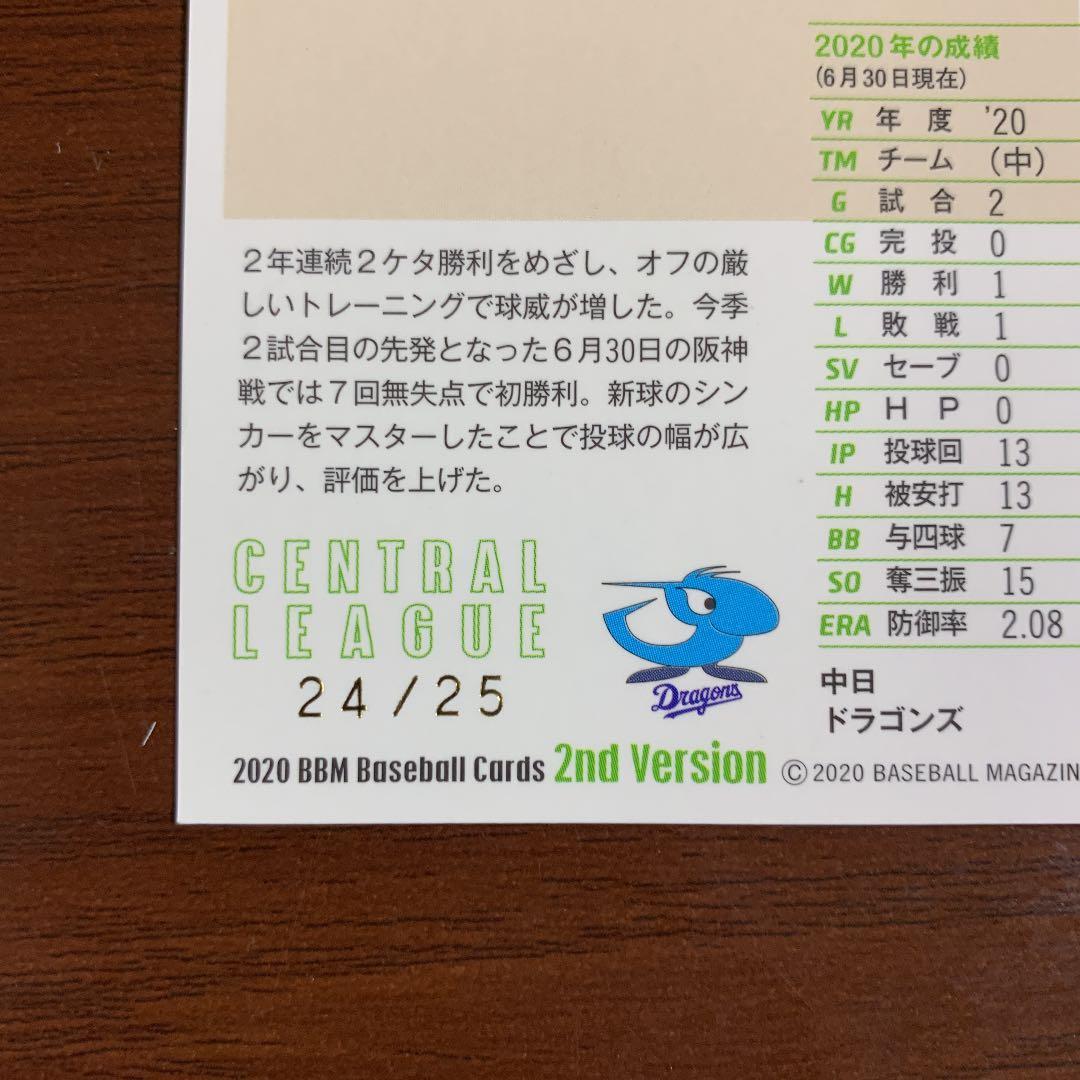 2020年の成績
(6月30日現在)
YR 年度 '20
TM チーム (中)
G 試合 2
CG 完投 0
W 勝利 1
L 敗戦 1
SV セーブ 0
HP HP 0
IP 投球回 13
H 被安打 13
BB 与四球 7
SO 奪三振 15
ERA 防御率 2.08
中日
ドラゴンズ
2年連続2ケタ勝利をめざし、オフの厳
しいトレーニングで球威が増した。今季
2試合目の先発となった6月30日の阪神
戦では7回無失点で初勝利。新球のシン
カーをマスターしたことで投球の幅が広
がり、評価を上げた。
CENTRAL
LEAGUE
24/25
Dragons
2020 BBM Baseball Cards 2nd Version © 2020 BASEBALL MAGAZIN